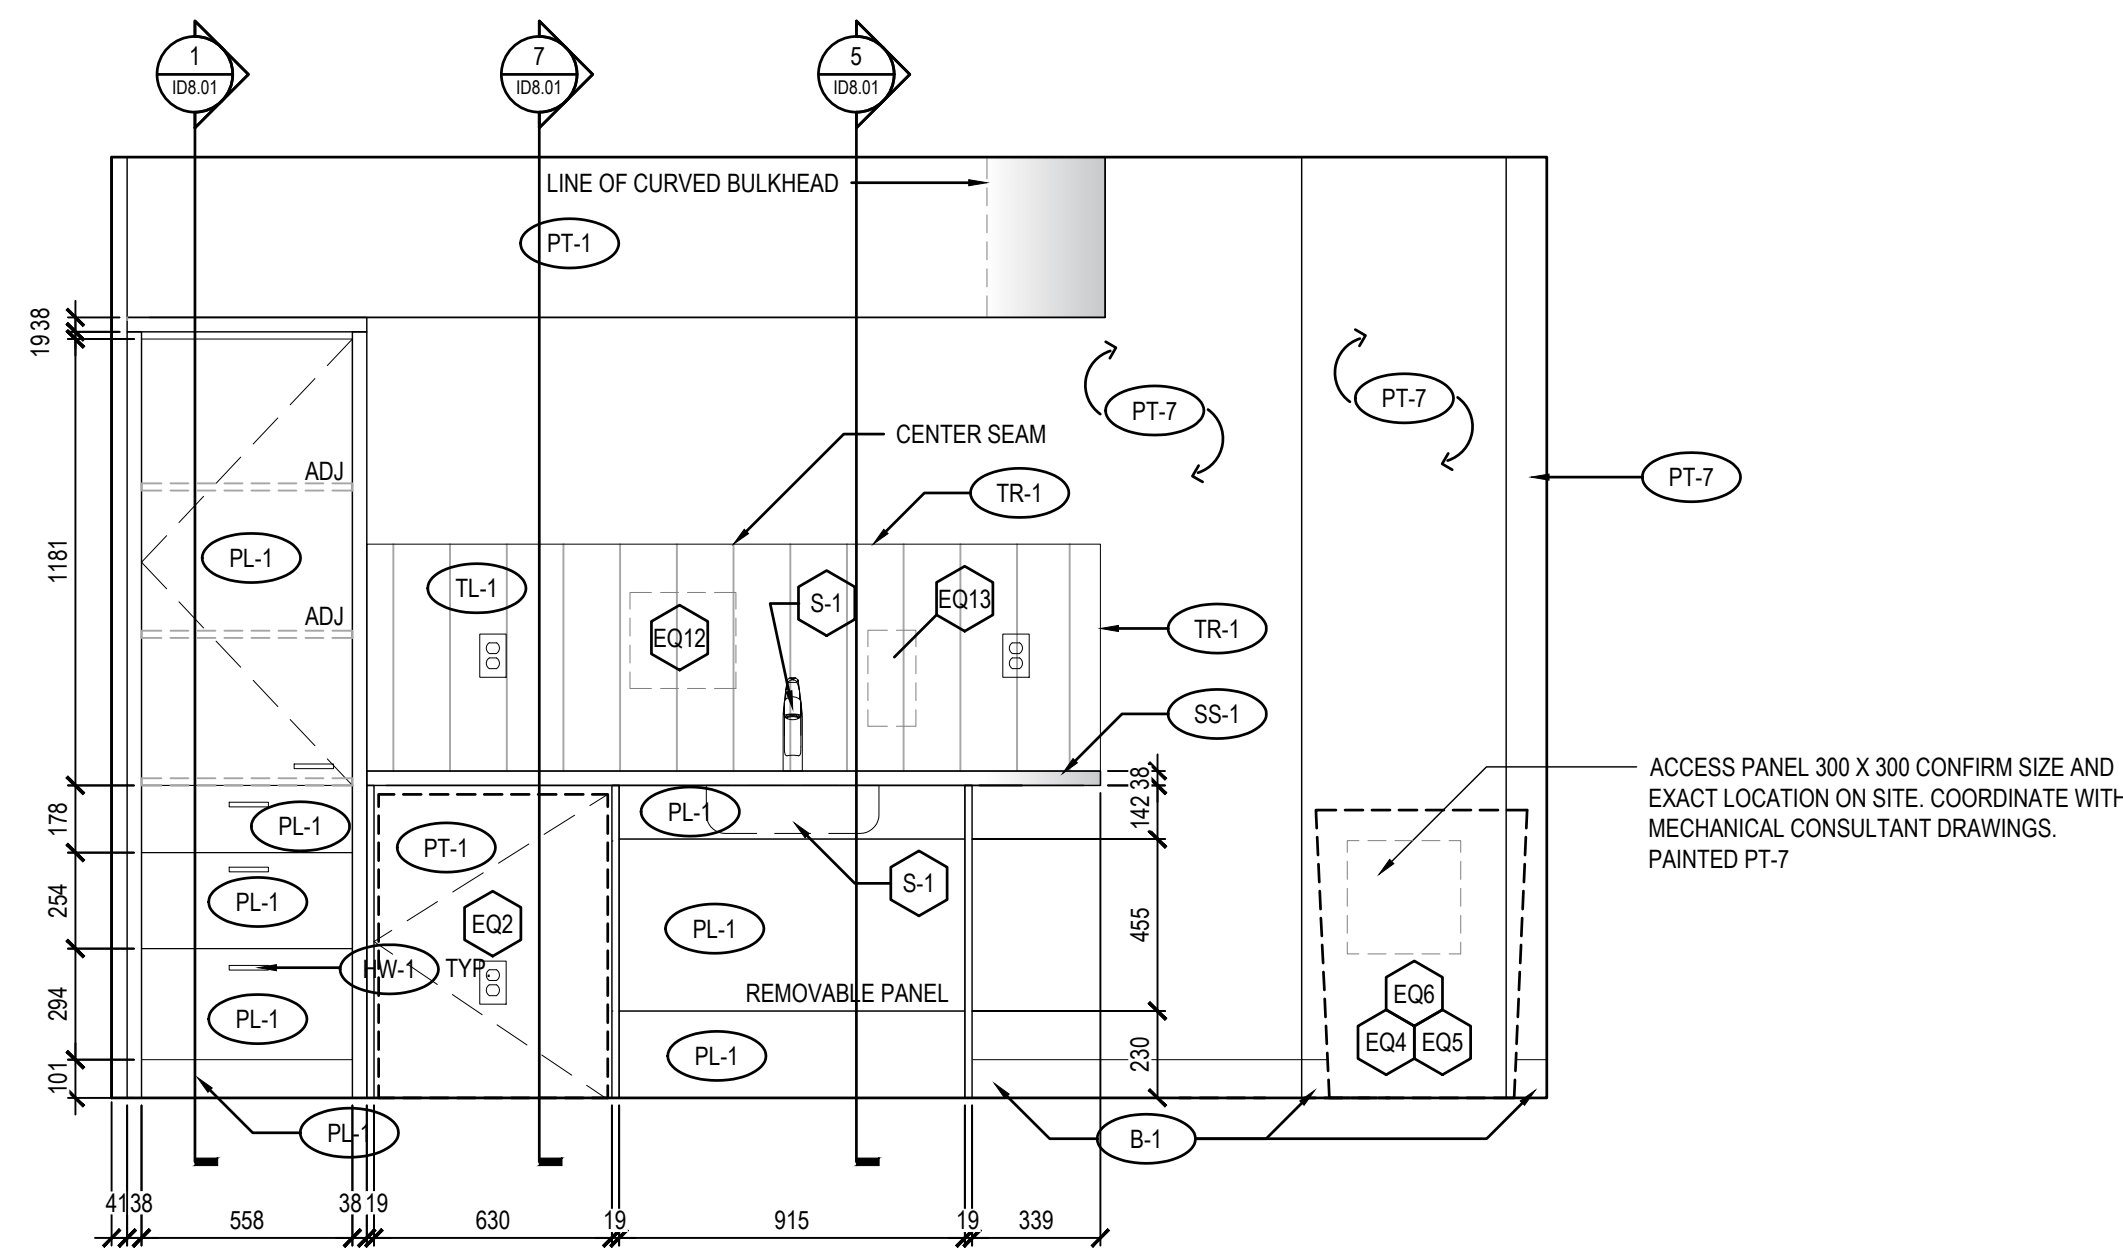 1
ID8.01
7
ID8.01
5
ID8.01
LINE OF CURVED BULKHEAD
PT-1
38
19
1181
178
254
294
101
ADJ
PL-1
ADJ
PL-1
PL-1
HW-1 TYP.
PL-1
PL-1
CENTER SEAM
TR-1
TL-1
EQ12
S-1
EQ13
TR-1
SS-1
PT-7
PT-7
PT-7
PT-1
EQ2
PL-1
S-1
PL-1
REMOVABLE PANEL
PL-1
38
142
455
230
ACCESS PANEL 300 X 300 CONFIRM SIZE AND
EXACT LOCATION ON SITE. COORDINATE WITH
MECHANICAL CONSULTANT DRAWINGS.
PAINTED PT-7
EQ6
EQ4
EQ5
B-1
41
38
558
38
19
630
19
915
19
339